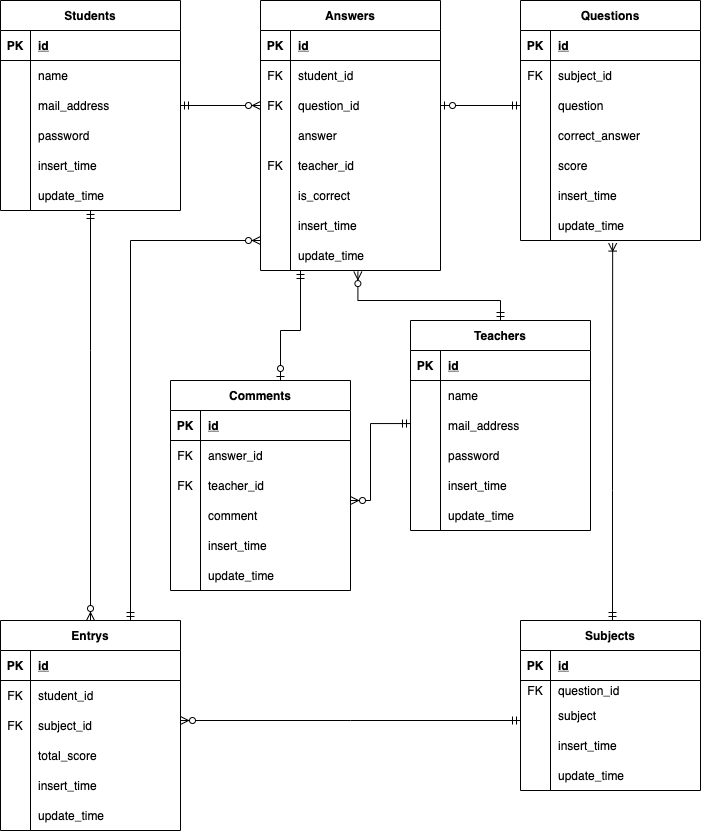 Students
PK id
name
mail_address
password
insert_time
update_time
Answers
PK id
FK student_id
FK question_id
answer
FK teacher_id
is_correct
insert_time
update_time
Questions
PK id
FK subject_id
question
correct_answer
score
insert_time
update_time
Teachers
PK id
name
mail_address
password
insert_time
update_time
Comments
PK id
FK answer_id
FK teacher_id
comment
insert_time
update_time
Entrys
PK id
FK student_id
FK subject_id
total_score
insert_time
update_time
Subjects
PK id
FK question_id
subject
insert_time
update_time